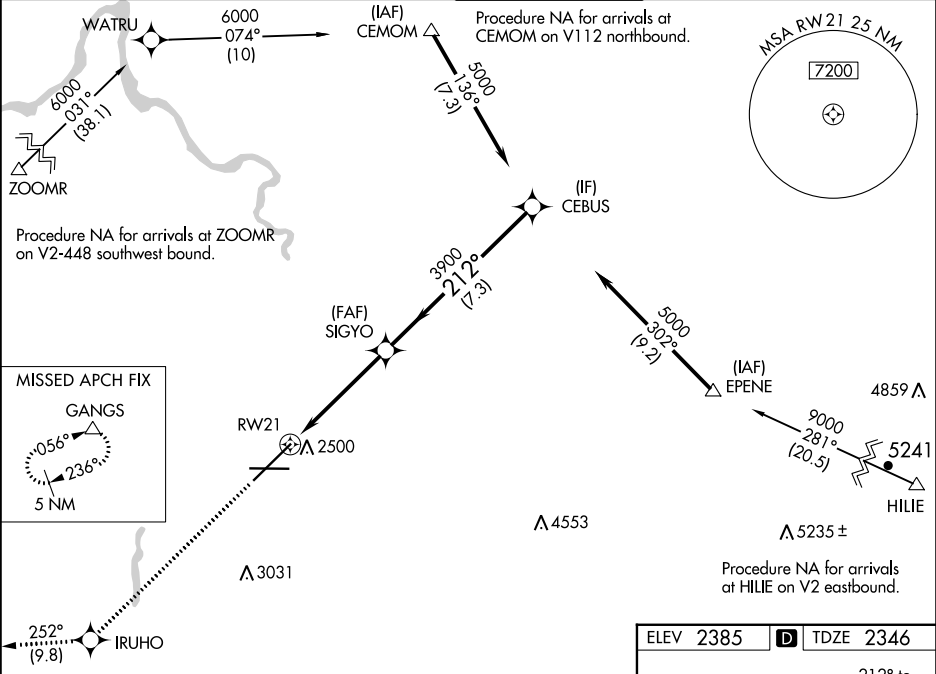 WATRU
6000
074°
(10)
(IAF)
CEMOM
Procedure NA for arrivals at
CEMOM on V112 northbound.
MSA RW 21 25 NM
7200
6000
031°
(38.1)
ZOOMR
5000
136°
(7.3)
(IF)
CEBUS
Procedure NA for arrivals at ZOOMR
on V2-448 southwest bound.
3900
212°
(7.3)
(FAF)
SIGYO
5000
302°
(9.2)
(IAF)
EPENE
4859
MISSED APCH FIX
GANGS
056°
236°
5 NM
RW21
2500
9000
281°
(20.5)
5241
HILIE
4553
5235 ±
3031
Procedure NA for arrivals
at HILIE on V2 eastbound.
252°
(9.8)
IRUHO
ELEV 2385 D TDZE 2346
212° to